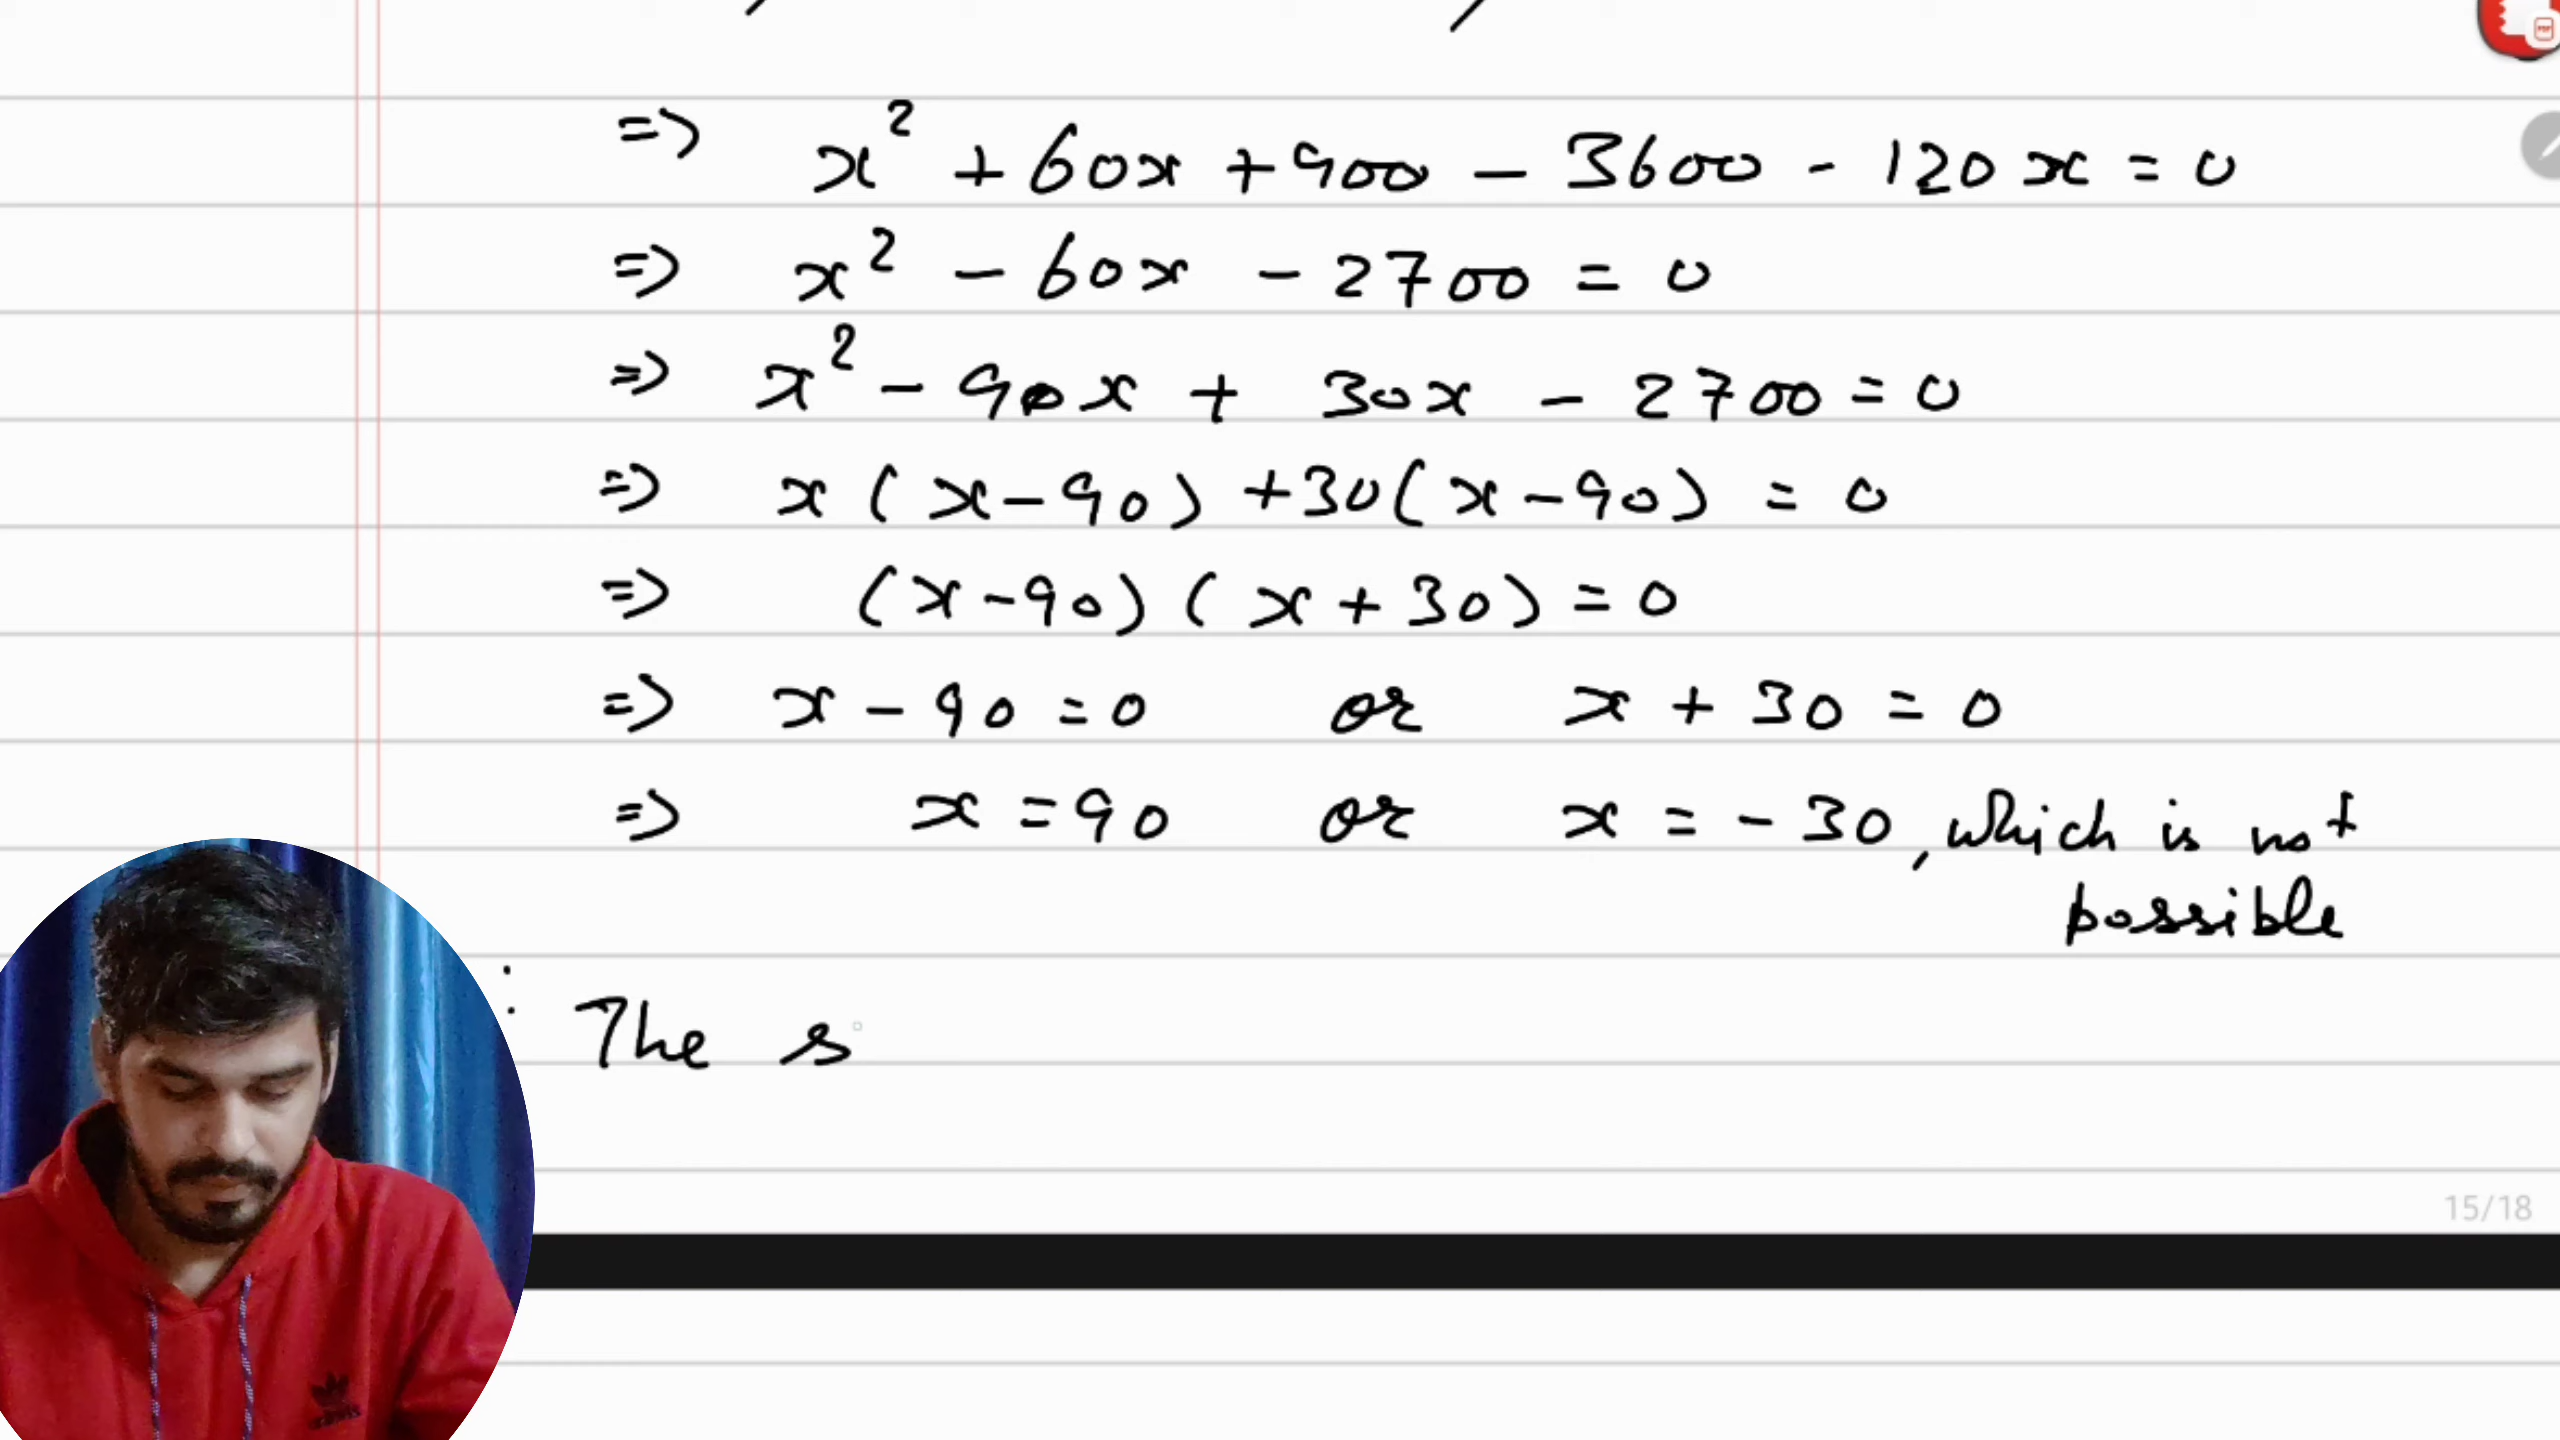 => x² + 60x + 900 - 3600 - 120x = 0
=> x² - 60x - 2700 = 0
=> x² - 90x + 30x - 2700 = 0
=> x(x-90) +30(x-90) = 0
=> (x-90)(x+30) = 0
=> x - 90 = 0 or x + 30 = 0
=> x = 90 or x = -30, which is not
possible
The s
15/18